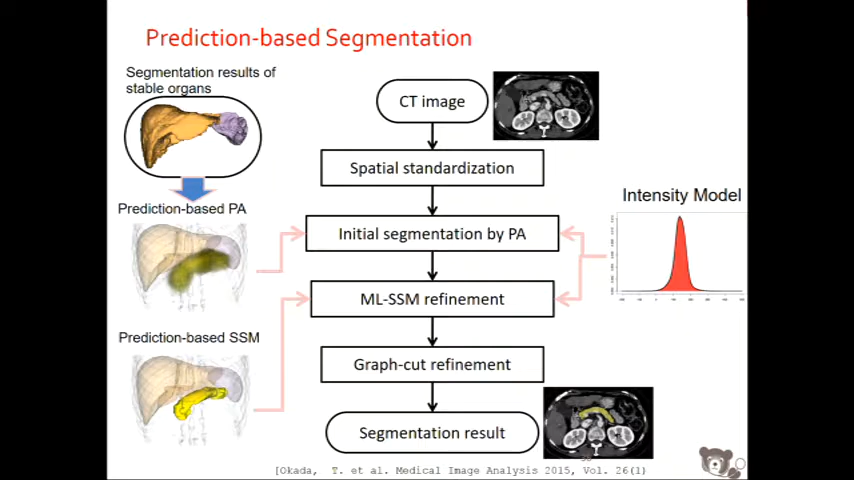 Prediction-based Segmentation
Segmentation results of
stable organs
CT image
Spatial standardization
Intensity Model
Prediction-based PA
Initial segmentation by PA
ML-SSM refinement
Prediction-based SSM
Graph-cut refinement
Segmentation result
[Okada, T. et al. Medical Image Analysis 2015, Vol. 26(1)